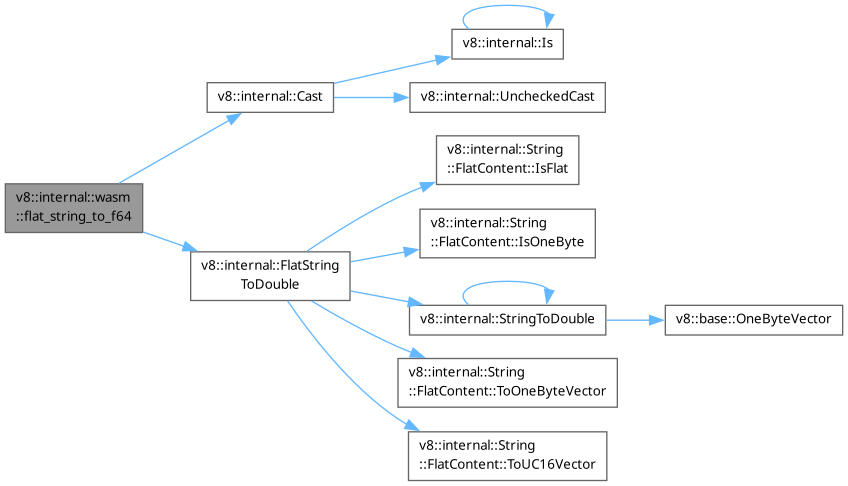 v8::internal::wasm
::flat_string_to_f64
v8::internal::Cast
v8::internal::Is
v8::internal::UncheckedCast
v8::internal::FlatString
ToDouble
v8::internal::String
::FlatContent::IsFlat
v8::internal::String
::FlatContent::IsOneByte
v8::internal::StringToDouble
v8::base::OneByteVector
v8::internal::String
::FlatContent::ToOneByteVector
v8::internal::String
::FlatContent::ToUC16Vector